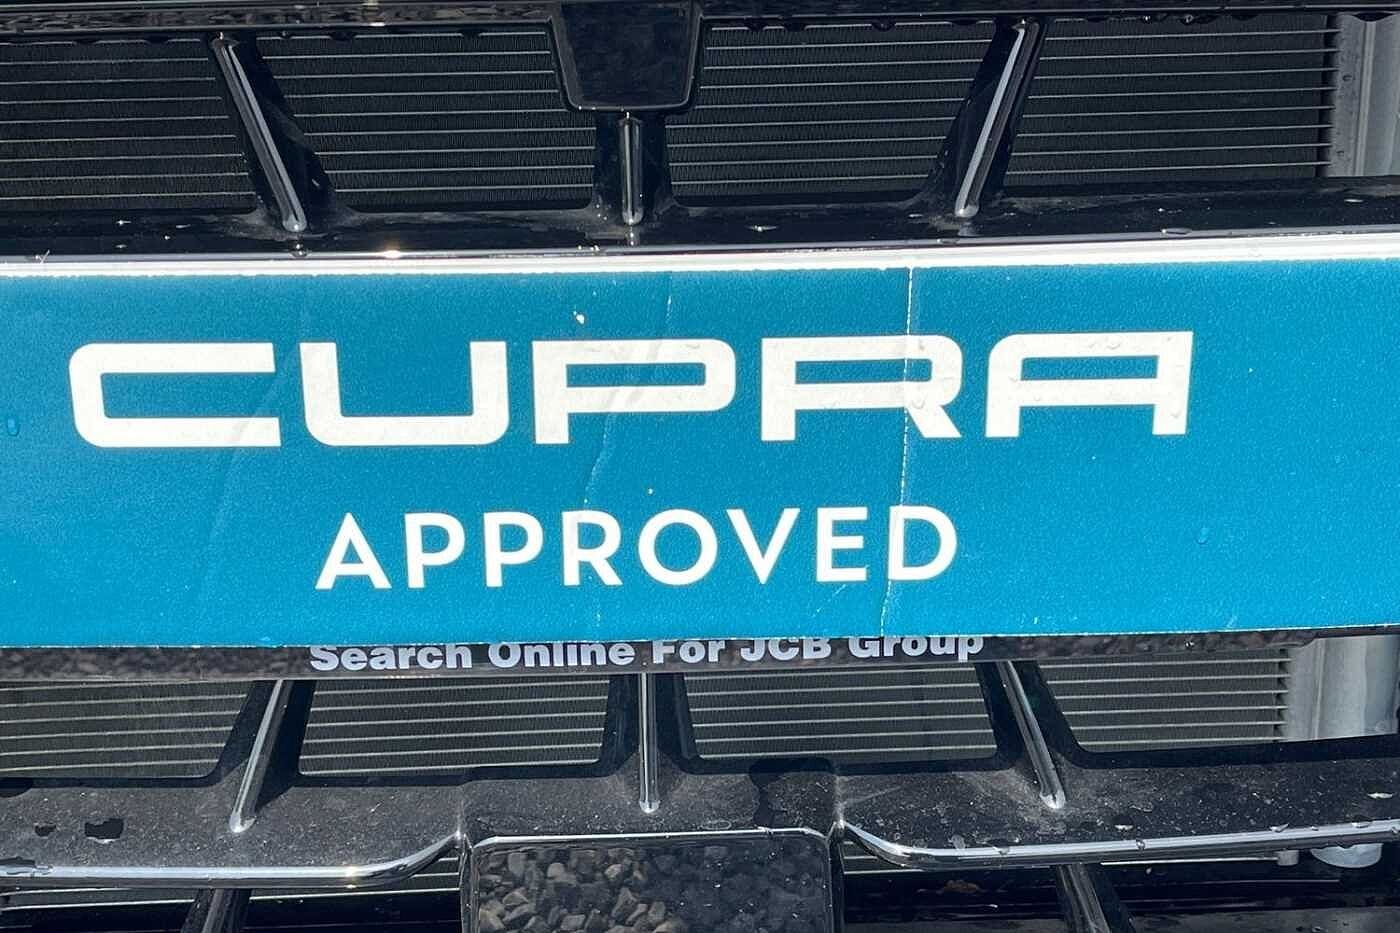 CUPRA
APPROVED
Search Online For JCB Group